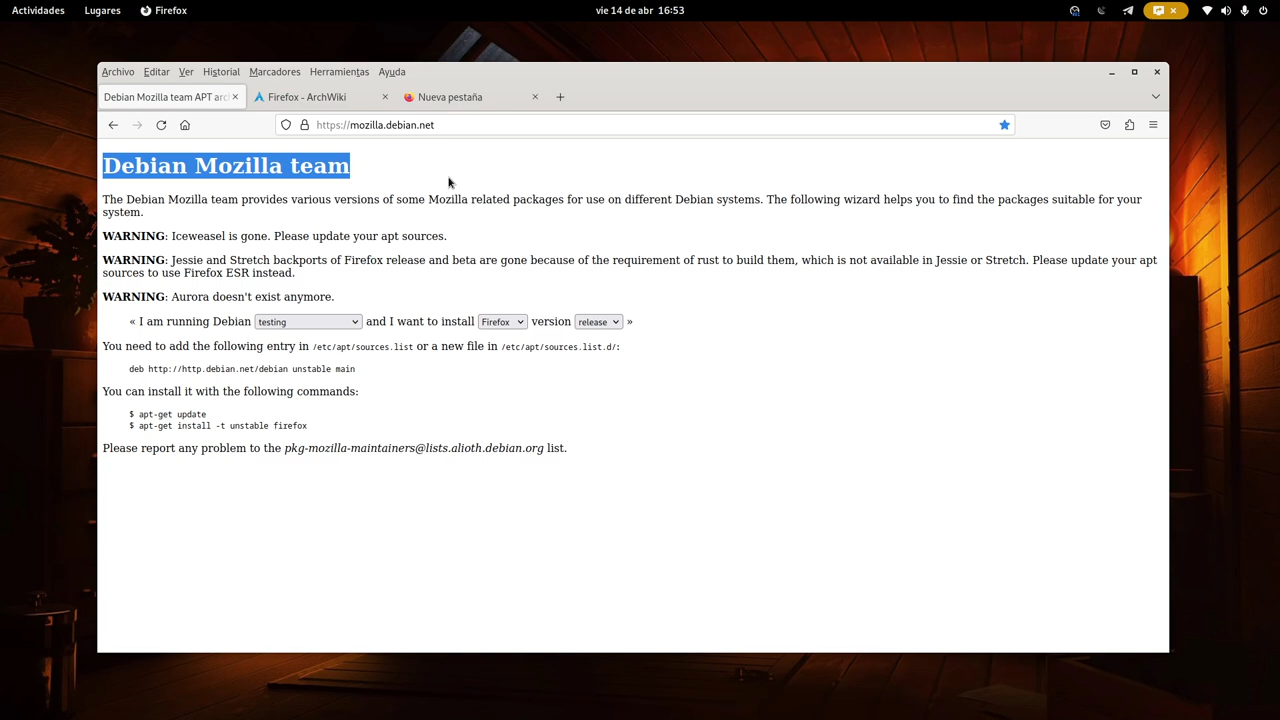 Actividades Lugares Firefox vie 14 de abr 16:53
Archivo Editar Ver Historial Marcadores Herramientas Ayuda
Debian Mozilla team APT arc Firefox - ArchWiki Nueva pestaña
https://mozilla.debian.net
Debian Mozilla team
The Debian Mozilla team provides various versions of some Mozilla related packages for use on different Debian systems. The following wizard helps you to find the packages suitable for your
system.
WARNING: Iceweasel is gone. Please update your apt sources.
WARNING: Jessie and Stretch backports of Firefox release and beta are gone because of the requirement of rust to build them, which is not available in Jessie or Stretch. Please update your apt
sources to use Firefox ESR instead.
WARNING: Aurora doesn't exist anymore.
« I am running Debian testing and I want to install Firefox version release »
You need to add the following entry in /etc/apt/sources.list or a new file in /etc/apt/sources.list.d/:
deb http://http.debian.net/debian unstable main
You can install it with the following commands:
$ apt-get update
$ apt-get install -t unstable firefox
Please report any problem to the pkg-mozilla-maintainers@lists.alioth.debian.org list.